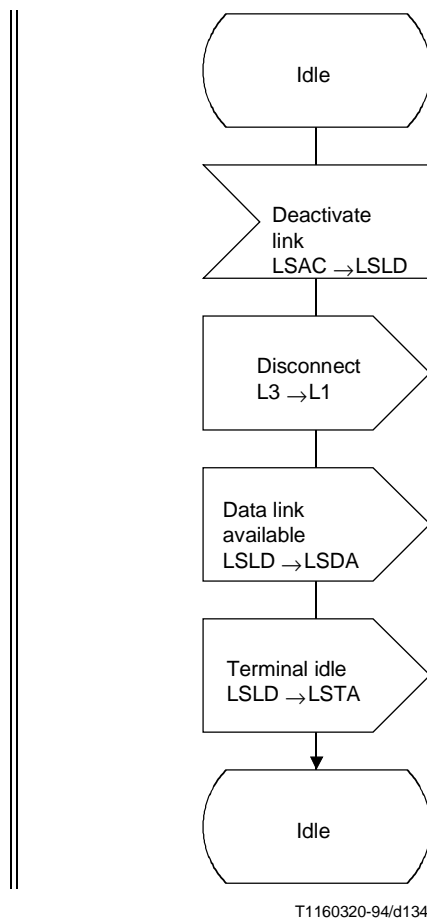 Idle
Deactivate
link
LSAC →LSLD
Disconnect
L3 →L1
Data link
available
LSLD →LSDA
Terminal idle
LSLD →LSTA
Idle
T1160320-94/d134